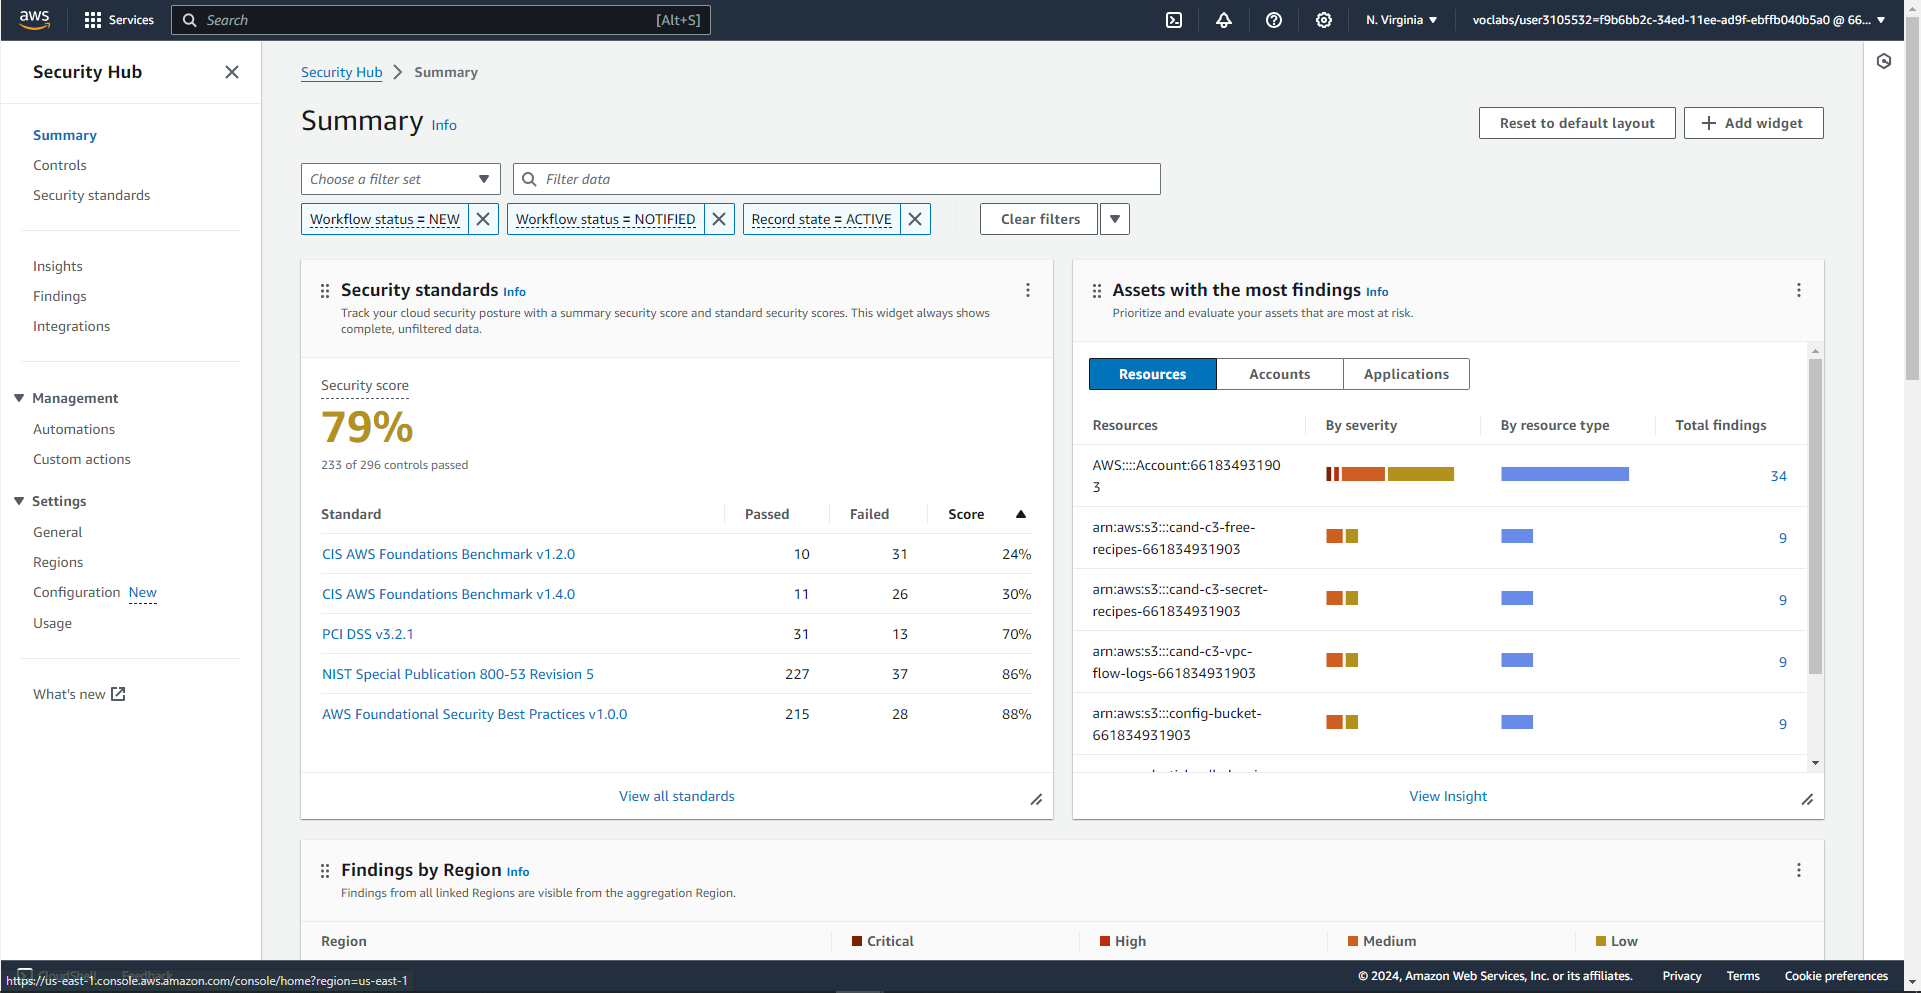 aws
Services
Search
[Alt+S]
N. Virginia
voclabs/user3105532=f9b6bb2c-34ed-11ee-ad9f-ebffb040b5a0 @ 66...
Security Hub
Summary
Controls
Security standards
Insights
Findings
Integrations
Management
Automations
Custom actions
Settings
General
Regions
Configuration New
Usage
What's new
Security Hub
Summary
Summary Info
Reset to default layout
Add widget
Choose a filter set
Filter data
Workflow status = NEW
Workflow status = NOTIFIED
Record state = ACTIVE
Clear filters
Security standards Info
Track your cloud security posture with a summary security score and standard security scores. This widget always shows
complete, unfiltered data.
Security score
79%
233 of 296 controls passed
Standard Passed Failed Score
CIS AWS Foundations Benchmark v1.2.0 10 31 24%
CIS AWS Foundations Benchmark v1.4.0 11 26 30%
PCI DSS v3.2.1 31 13 70%
NIST Special Publication 800-53 Revision 5 227 37 86%
AWS Foundational Security Best Practices v1.0.0 215 28 88%
View all standards
Assets with the most findings Info
Prioritize and evaluate your assets that are most at risk.
Resources Accounts Applications
Resources By severity By resource type Total findings
AWS::::Account:66183493190
3
34
arn:aws:s3:::cand-c3-free-
recipes-661834931903
9
arn:aws:s3:::cand-c3-secret-
recipes-661834931903
9
arn:aws:s3:::cand-c3-vpc-
flow-logs-661834931903
9
arn:aws:s3:::config-bucket-
661834931903
9
View Insight
Findings by Region Info
Findings from all linked Regions are visible from the aggregation Region.
Region Critical High Medium Low
CloudShell Feedback
https://us-east-1.console.aws.amazon.com/console/home?region=us-east-1
© 2024, Amazon Web Services, Inc. or its affiliates.
Privacy Terms Cookie preferences